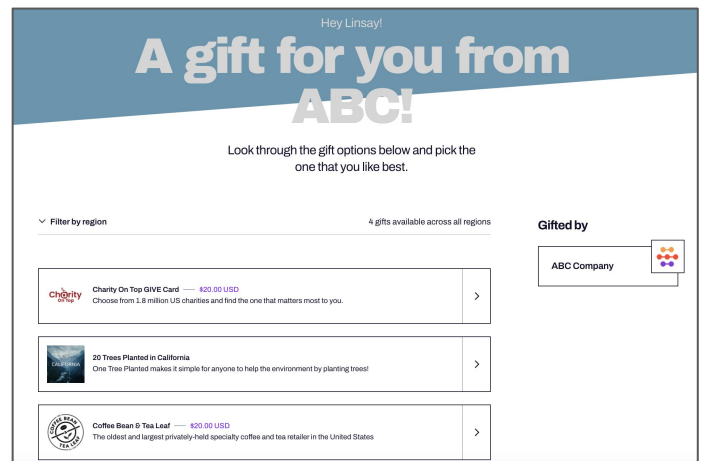 Hey Linsay!
A gift for you from
ABC!
Look through the gift options below and pick the
one that you like best.
Filter by region
4 gifts available across all regions
Gifted by
ABC Company
Charity On Top
Charity On Top GIVE Card — $20.00 USD
Choose from 1.8 million US charities and find the one that matters most to you.
CALIFORNIA
20 Trees Planted in California
One Tree Planted makes it simple for anyone to help the environment by planting trees!
COFFEE BEAN & TEA LEAF
Coffee Bean & Tea Leaf — $20.00 USD
The oldest and largest privately-held specialty coffee and tea retailer in the United States